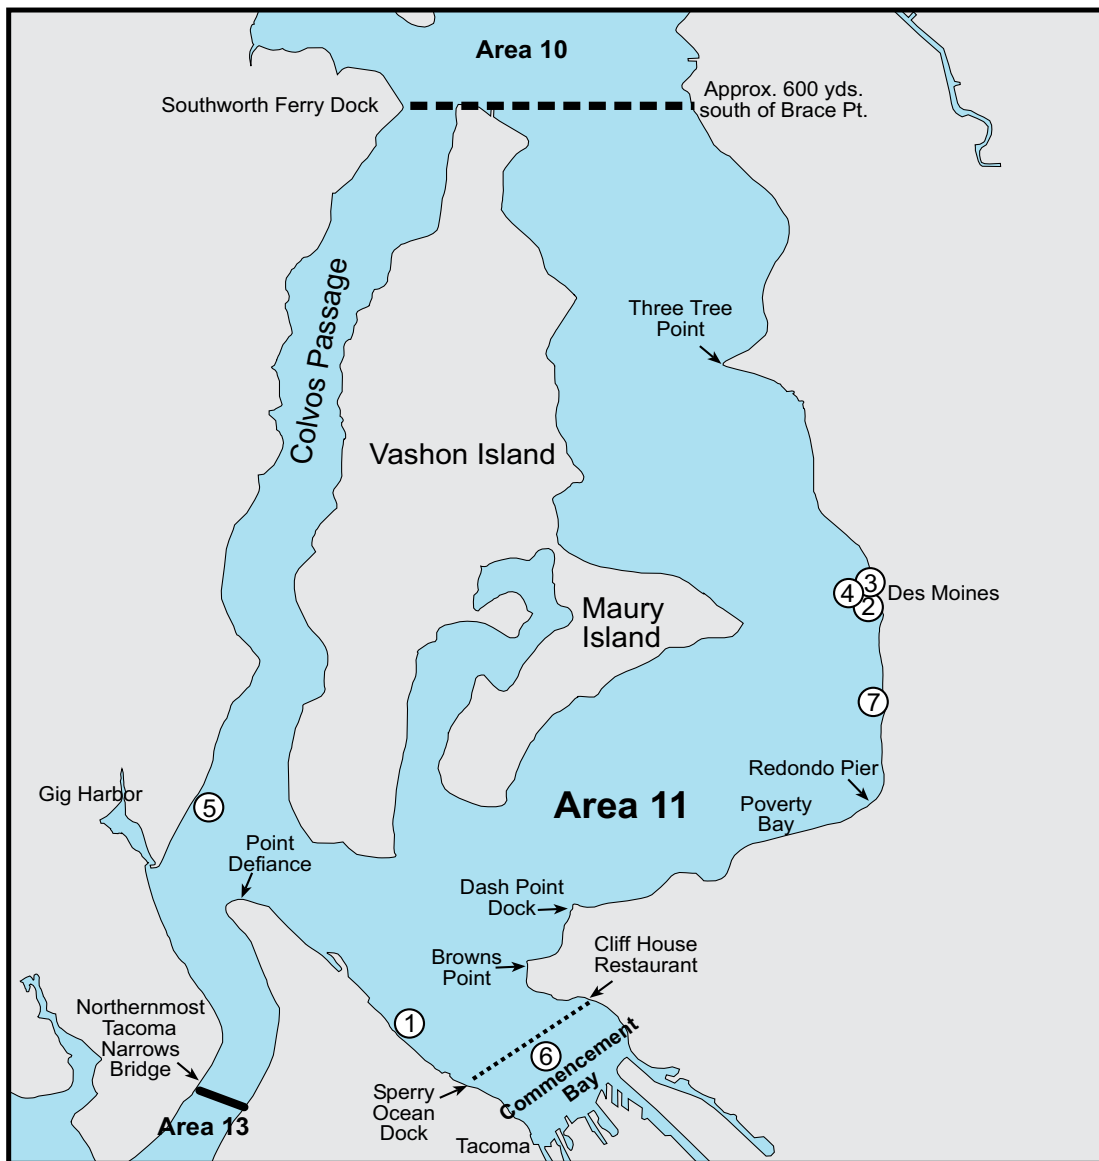 Area 10
Southworth Ferry Dock
Approx. 600 yds.
south of Brace Pt.
Colvos Passage
Three Tree
Point
Vashon Island
Maury
Island
3
4
2
Des Moines
7
Redondo Pier
Poverty
Bay
Gig Harbor
5
Area 11
Point
Defiance
Dash Point
Dock
Browns
Point
Cliff House
Restaurant
Northernmost
Tacoma
Narrows
Bridge
1
6
Commencement
Bay
Sperry
Ocean
Dock
Area 13
Tacoma